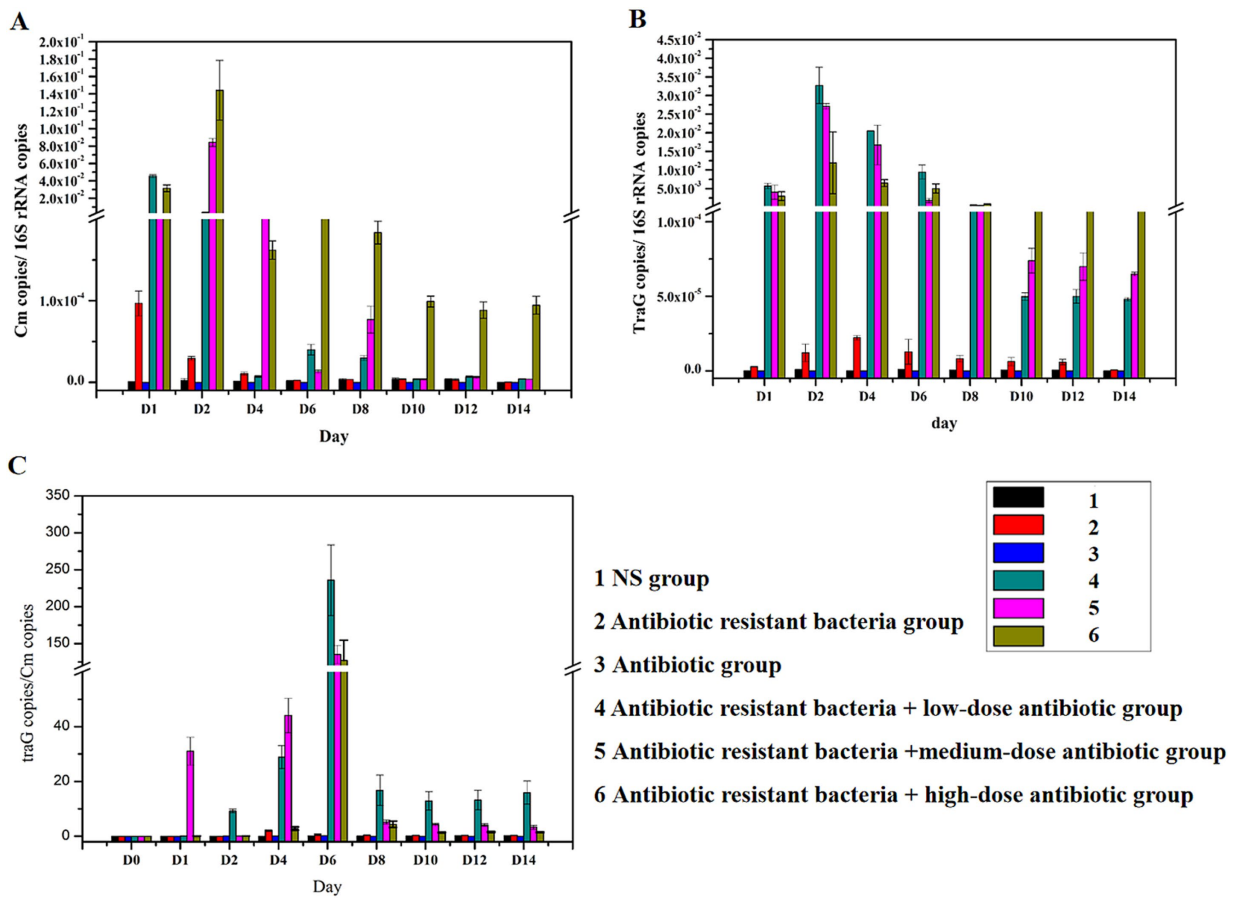 A
Cm copies/ 16S rRNA copies
2.0x10-1
1.8x10-1
1.6x10-1
1.4x10-1
1.2x10-1
1.0x10-1
8.0x10-2
6.0x10-2
4.0x10-2
2.0x10-2
1.0x10-4
0.0
D1 D2 D4 D6 D8 D10 D12 D14
Day
B
TraG copies/ 16S rRNA copies
4.5x10-2
4.0x10-2
3.5x10-2
3.0x10-2
2.5x10-2
2.0x10-2
1.5x10-2
1.0x10-2
5.0x10-3
1.0x10-4
5.0x10-5
0.0
D1 D2 D4 D6 D8 D10 D12 D14
day
C
traG copies/Cm copies
350
300
250
200
150
40
20
0
D0 D1 D2 D4 D6 D8 D10 D12 D14
Day
1
2
3
4
5
6
1 NS group
2 Antibiotic resistant bacteria group
3 Antibiotic group
4 Antibiotic resistant bacteria + low-dose antibiotic group
5 Antibiotic resistant bacteria +medium-dose antibiotic group
6 Antibiotic resistant bacteria + high-dose antibiotic group